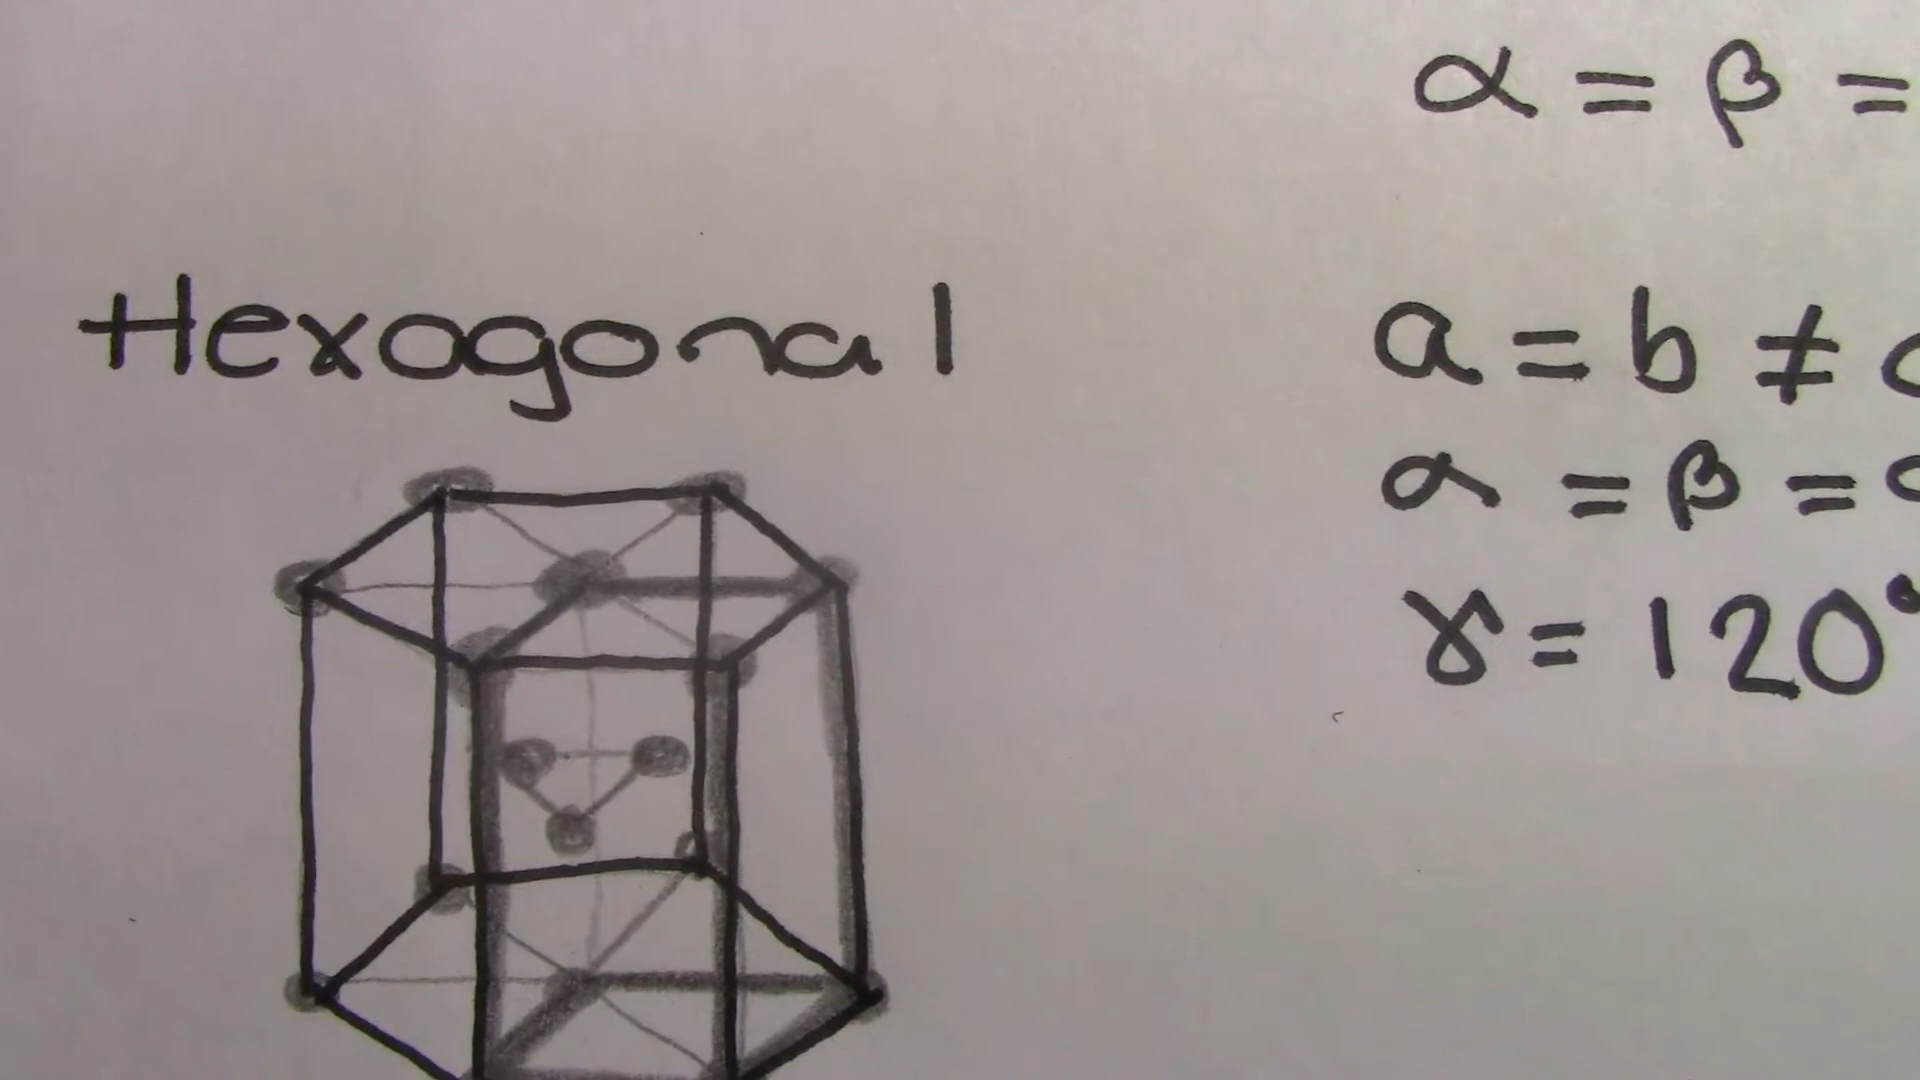 α = β =
Hexogonal
a = b ≠
α = β =
γ = 120°